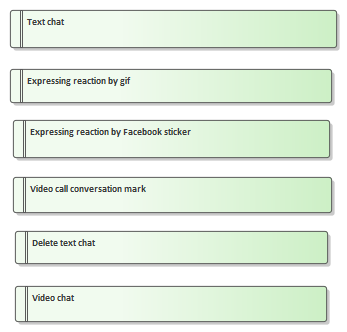 Text chat
Expressing reaction by gif
Expressing reaction by Facebook sticker
Video call conversation mark
Delete text chat
Video chat